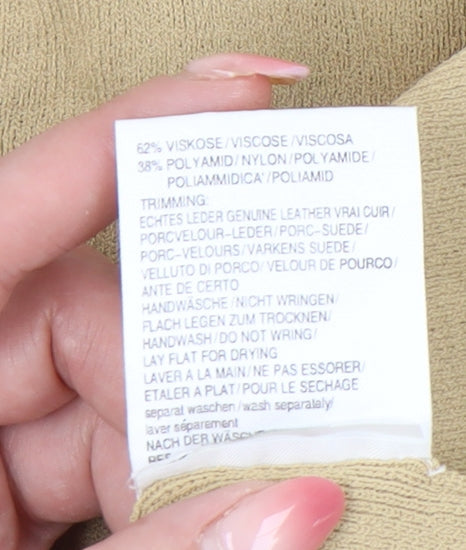 62% VISKOSE/VISCOSE/VISCOSA
38% POLYAMID/NYLON/POLYAMIDE/
POLIAMMIDICA'/POLIAMID
TRIMMING:
ECHTES LEDER GENUINE LEATHER VRAI CUIR/
PORCVELOUR-LEDER/PORC-SUEDE/
PORC-VELOURS/VARKENS SUEDE/
VELLUTO DI PORCO/VELOUR DE POURCO/
ANTE DE CERTO
HANDWÄSCHE/NICHT WRINGEN/
FLACH LEGEN ZUM TROCKNEN/
HANDWASH/DO NOT WRING/
LAY FLAT FOR DRYING
LAVER A LA MAIN/NE PAS ESSORER/
ETALER A PLAT/POUR LE SECHAGE
separat waschen/wash separately/
laver séparement
NACH DER